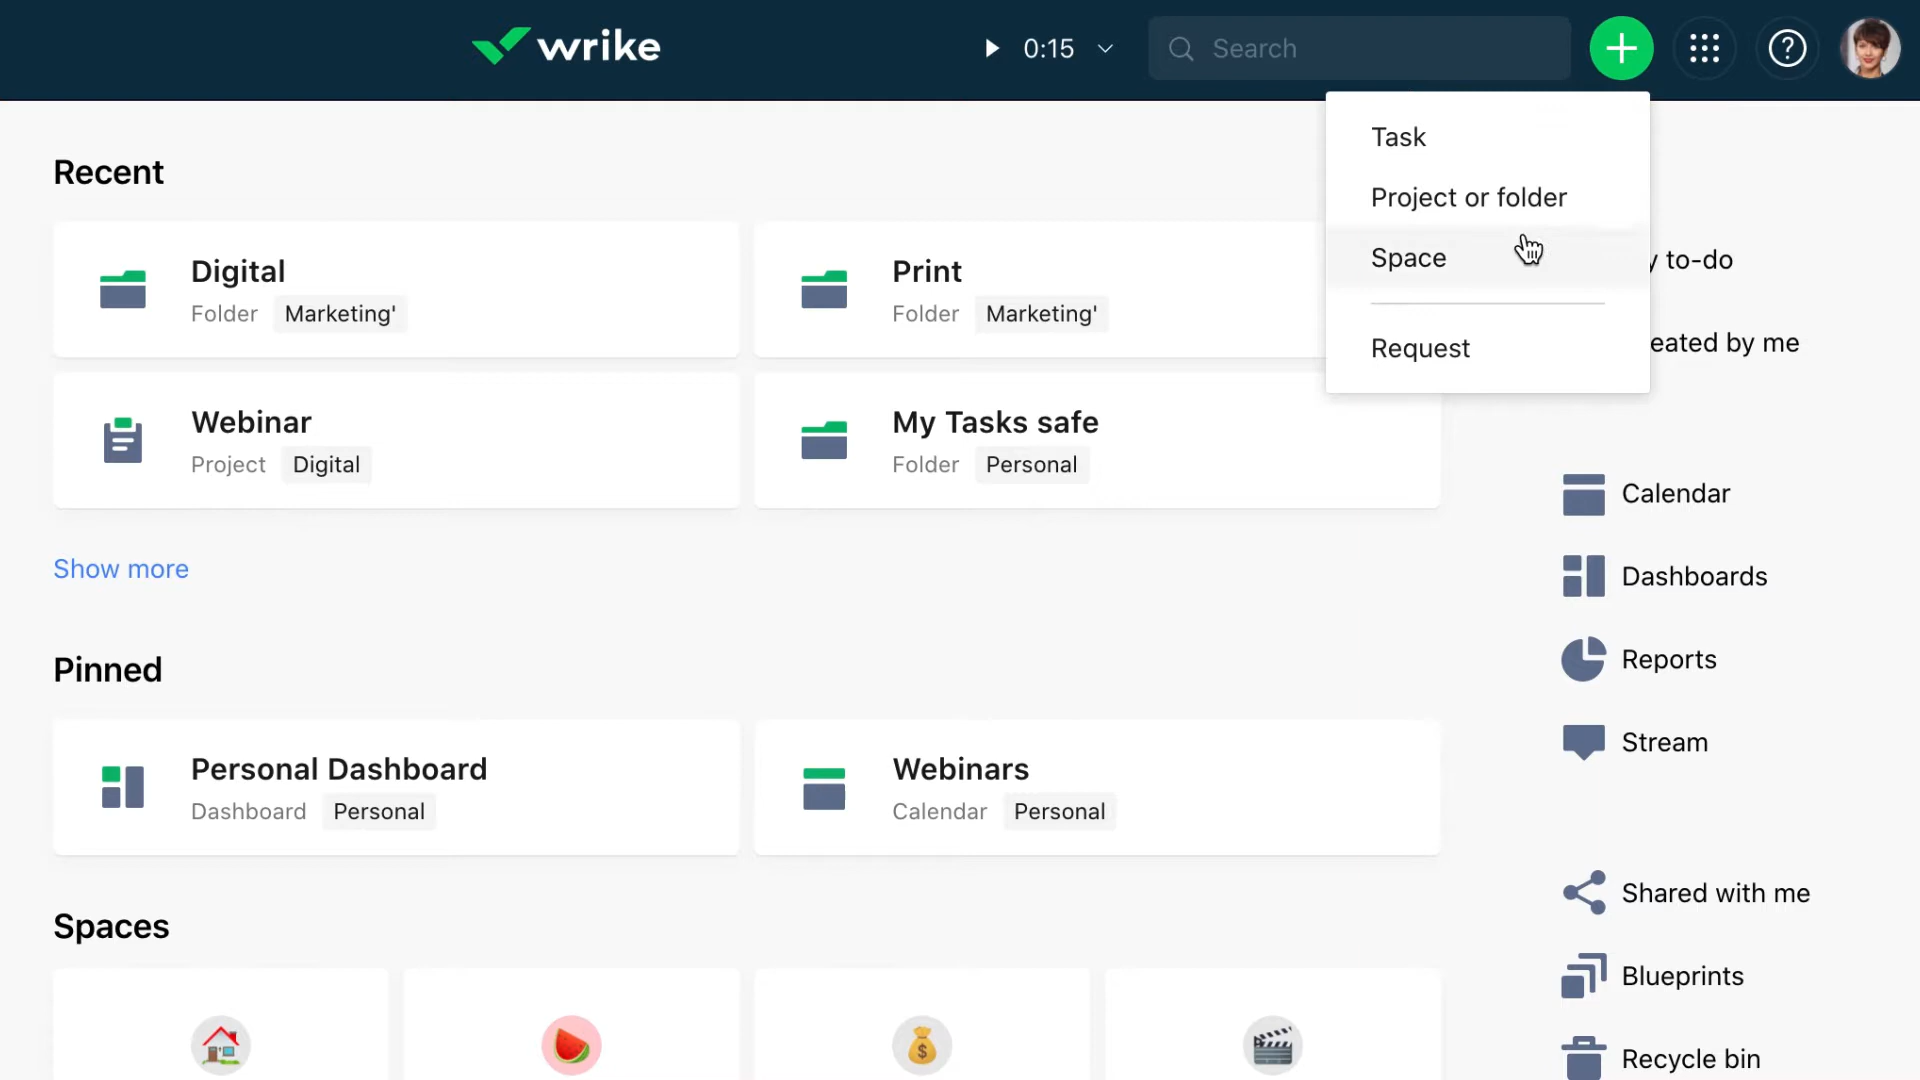 wrike
0:15
Search
Task
Project or folder
Space
Request
Recent
Digital
Folder Marketing'
Print
Folder Marketing'
Webinar
Project Digital
My Tasks safe
Folder Personal
Show more
Pinned
Personal Dashboard
Dashboard Personal
Webinars
Calendar Personal
Spaces
to-do
eated by me
Calendar
Dashboards
Reports
Stream
Shared with me
Blueprints
Recycle bin